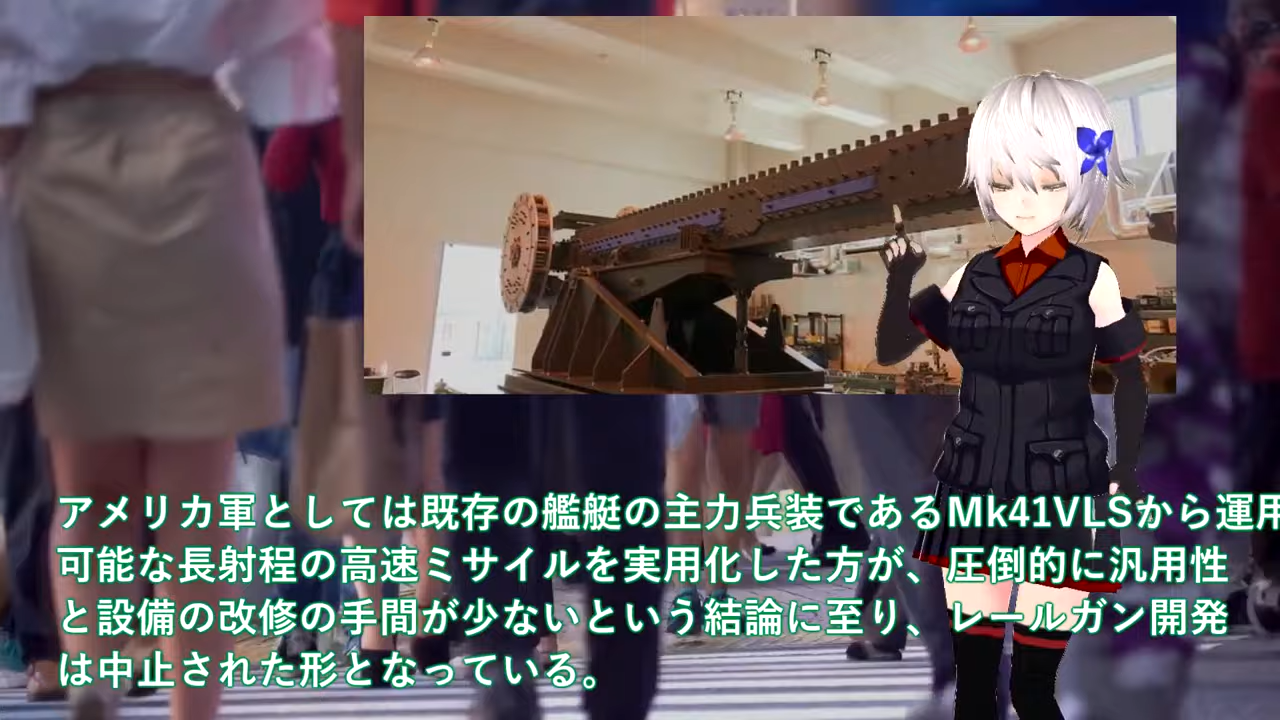 アメリカ軍としては既存の艦艇の主力兵装であるMk41VLSから運用
可能な長射程の高速ミサイルを実用化した方が、圧倒的に汎用性
と設備の改修の手間が少ないという結論に至り、レールガン開発
は中止された形となっている。